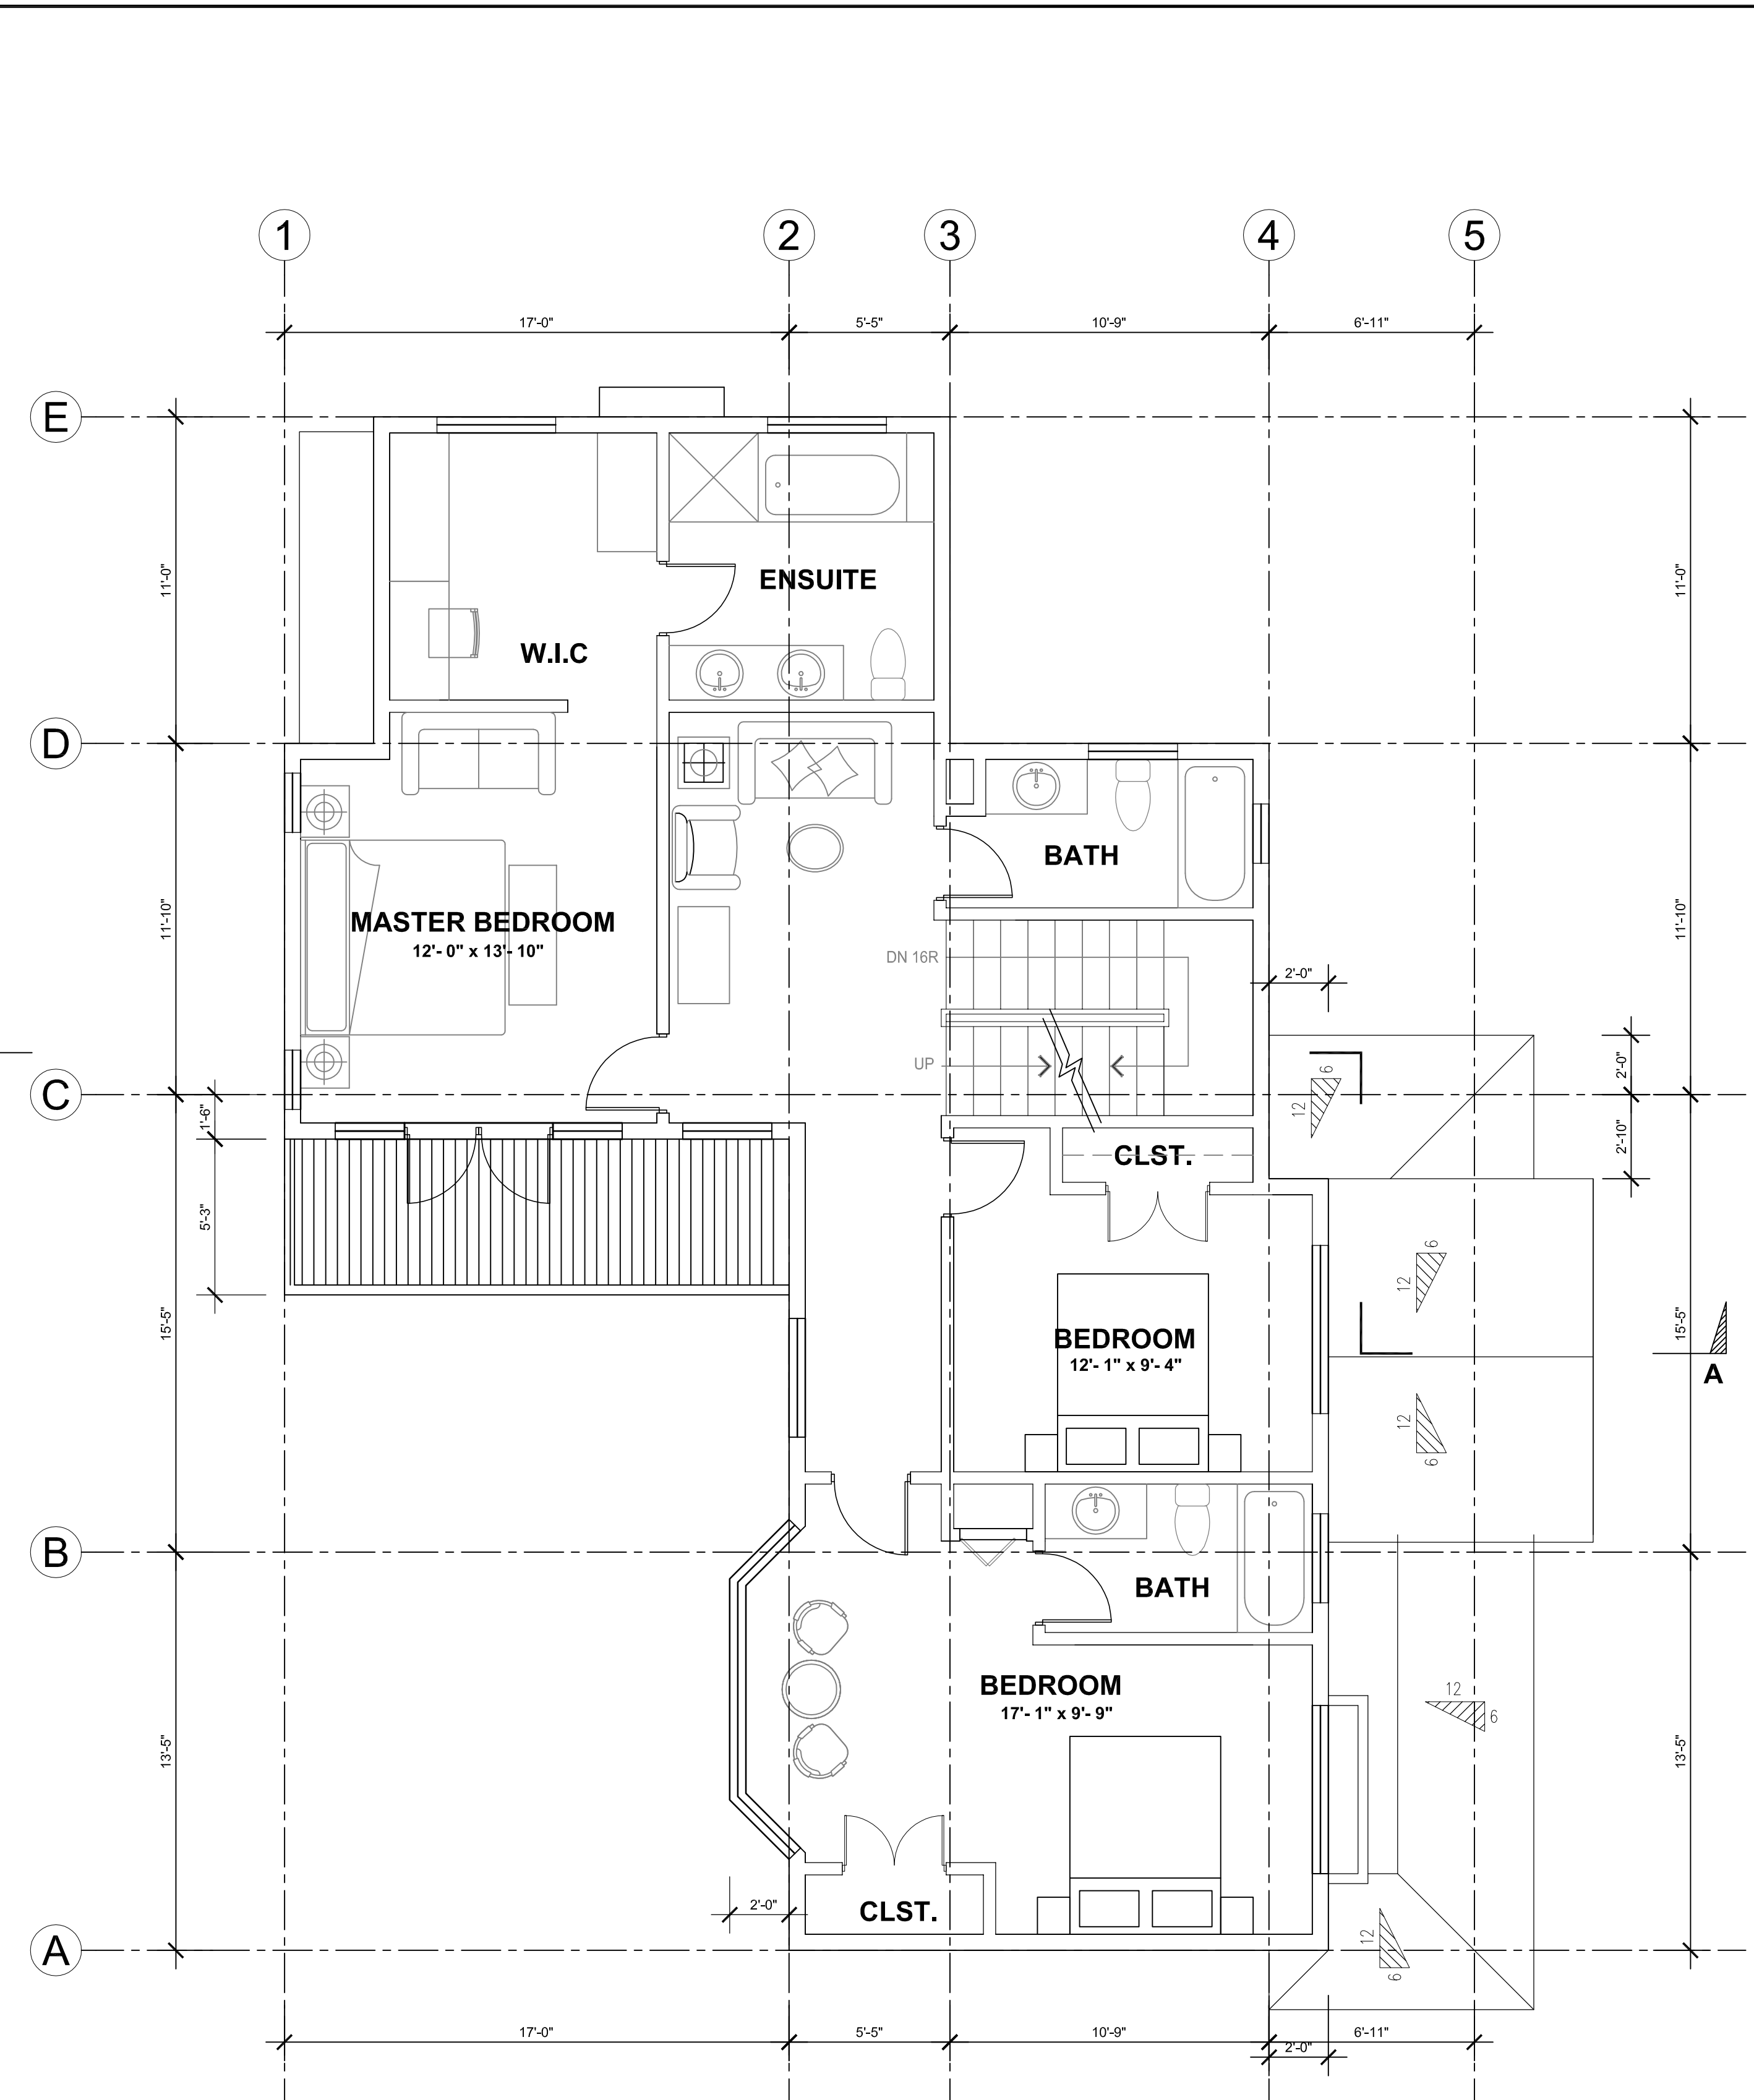 1 2 3 4 5
17'-0" 5'-5" 10'-9" 6'-11"
E
11'-0"
ENSUITE
11'-0"
W.I.C
D
BATH
11'-10"
MASTER BEDROOM
12'- 0" x 13'- 10"
11'-10"
DN 16R
2'-0"
UP
2'-0"
6
12
C
1'-6"
CLST.
2'-10"
5'-3"
6
12
15'-5"
BEDROOM
12'- 1" x 9'- 4"
15'-5"
A
12
6
B
BATH
BEDROOM
17'- 1" x 9'- 9"
12
6
13'-5"
13'-5"
2'-0"
CLST.
A
12
6
17'-0" 5'-5" 10'-9" 6'-11"
2'-0"